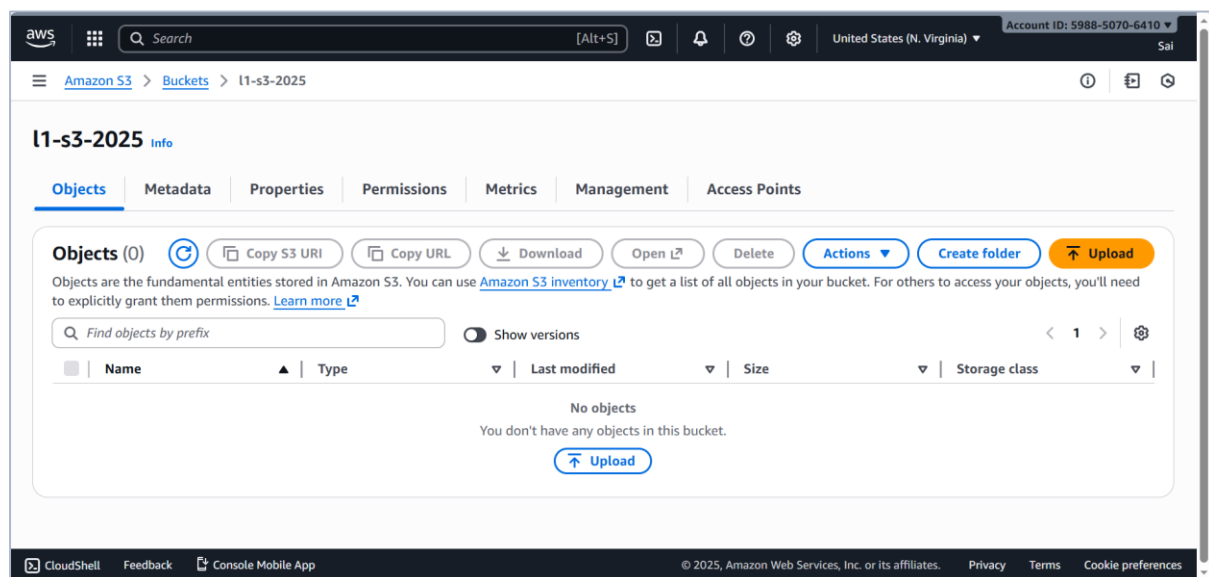 aws
Search
[Alt+S]
United States (N. Virginia)
Account ID: 5988-5070-6410
Sai
Amazon S3 > Buckets > l1-s3-2025
l1-s3-2025 Info
Objects Metadata Properties Permissions Metrics Management Access Points
Objects (0) Copy S3 URI Copy URL Download Open Delete Actions Create folder Upload
Objects are the fundamental entities stored in Amazon S3. You can use Amazon S3 inventory to get a list of all objects in your bucket. For others to access your objects, you'll need
to explicitly grant them permissions. Learn more
Find objects by prefix Show versions 1
Name Type Last modified Size Storage class
No objects
You don't have any objects in this bucket.
Upload
CloudShell Feedback Console Mobile App © 2025, Amazon Web Services, Inc. or its affiliates. Privacy Terms Cookie preferences